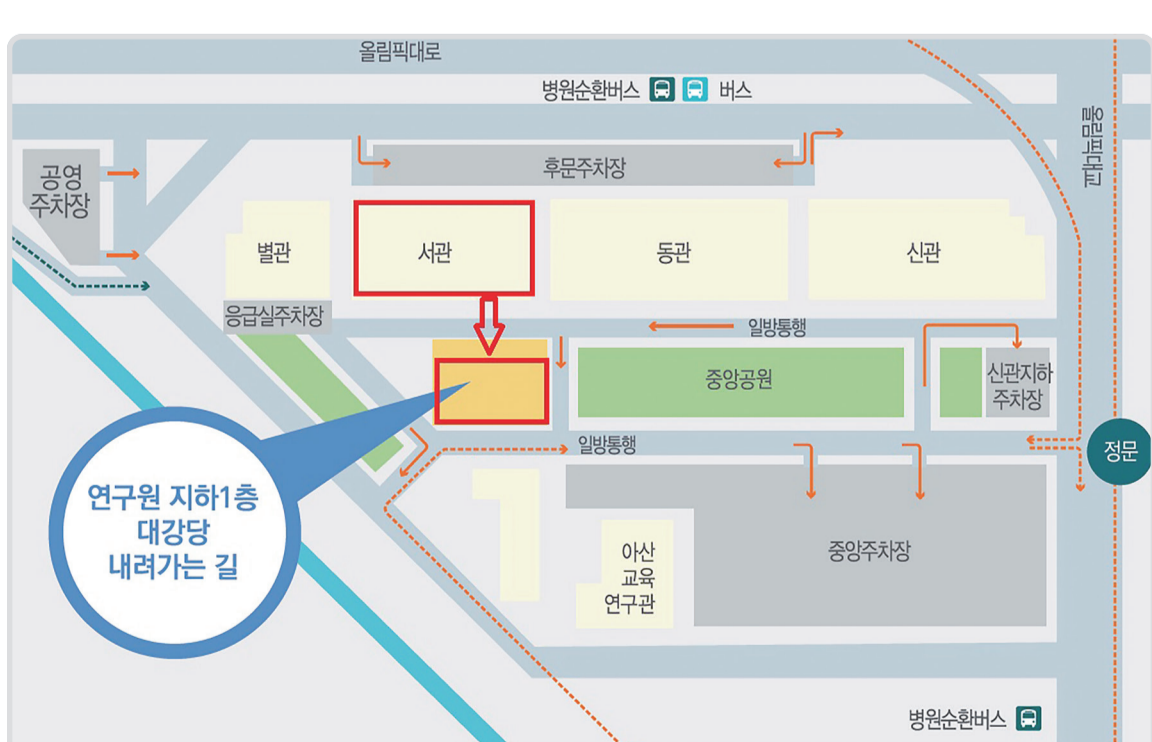 올림픽대로
병원순환버스 버스
올림픽대교
공영
주차장
후문주차장
별관
서관
동관
신관
응급실주차장
일방통행
중앙공원
신관지하
주차장
일방통행
정문
연구원 지하1층
대강당
내려가는 길
아산
교육
연구관
중앙주차장
병원순환버스